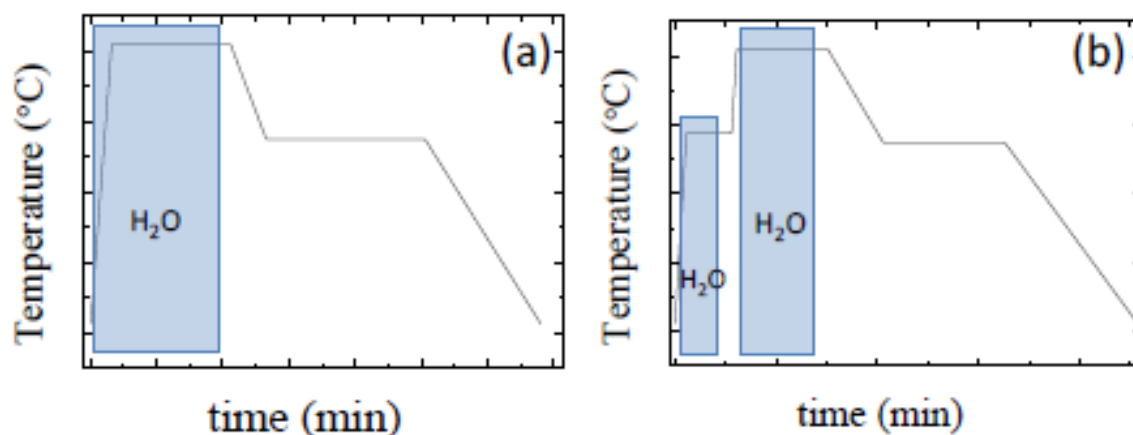 (a)
Temperature (°C)
H₂O
time (min)
(b)
Temperature (°C)
H₂O
H₂O
time (min)